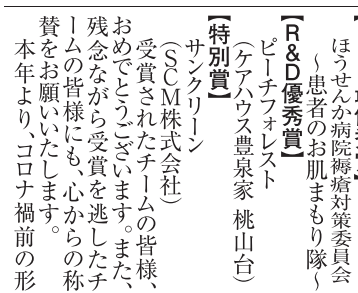 ほうせんか病院褥瘡対策委員会
～患者のお肌まもり隊～
【R&D優秀賞】
ピーチフォレスト
（ケアハウス豊泉家 桃山台）
【特別賞】
サンクリーン
（SCM株式会社）
受賞されたチームの皆様、
おめでとうございます。また、
残念ながら受賞を逃したチ
ームの皆様にも、心からの称
賛をお願いいたします。
本年より、コロナ禍前の形